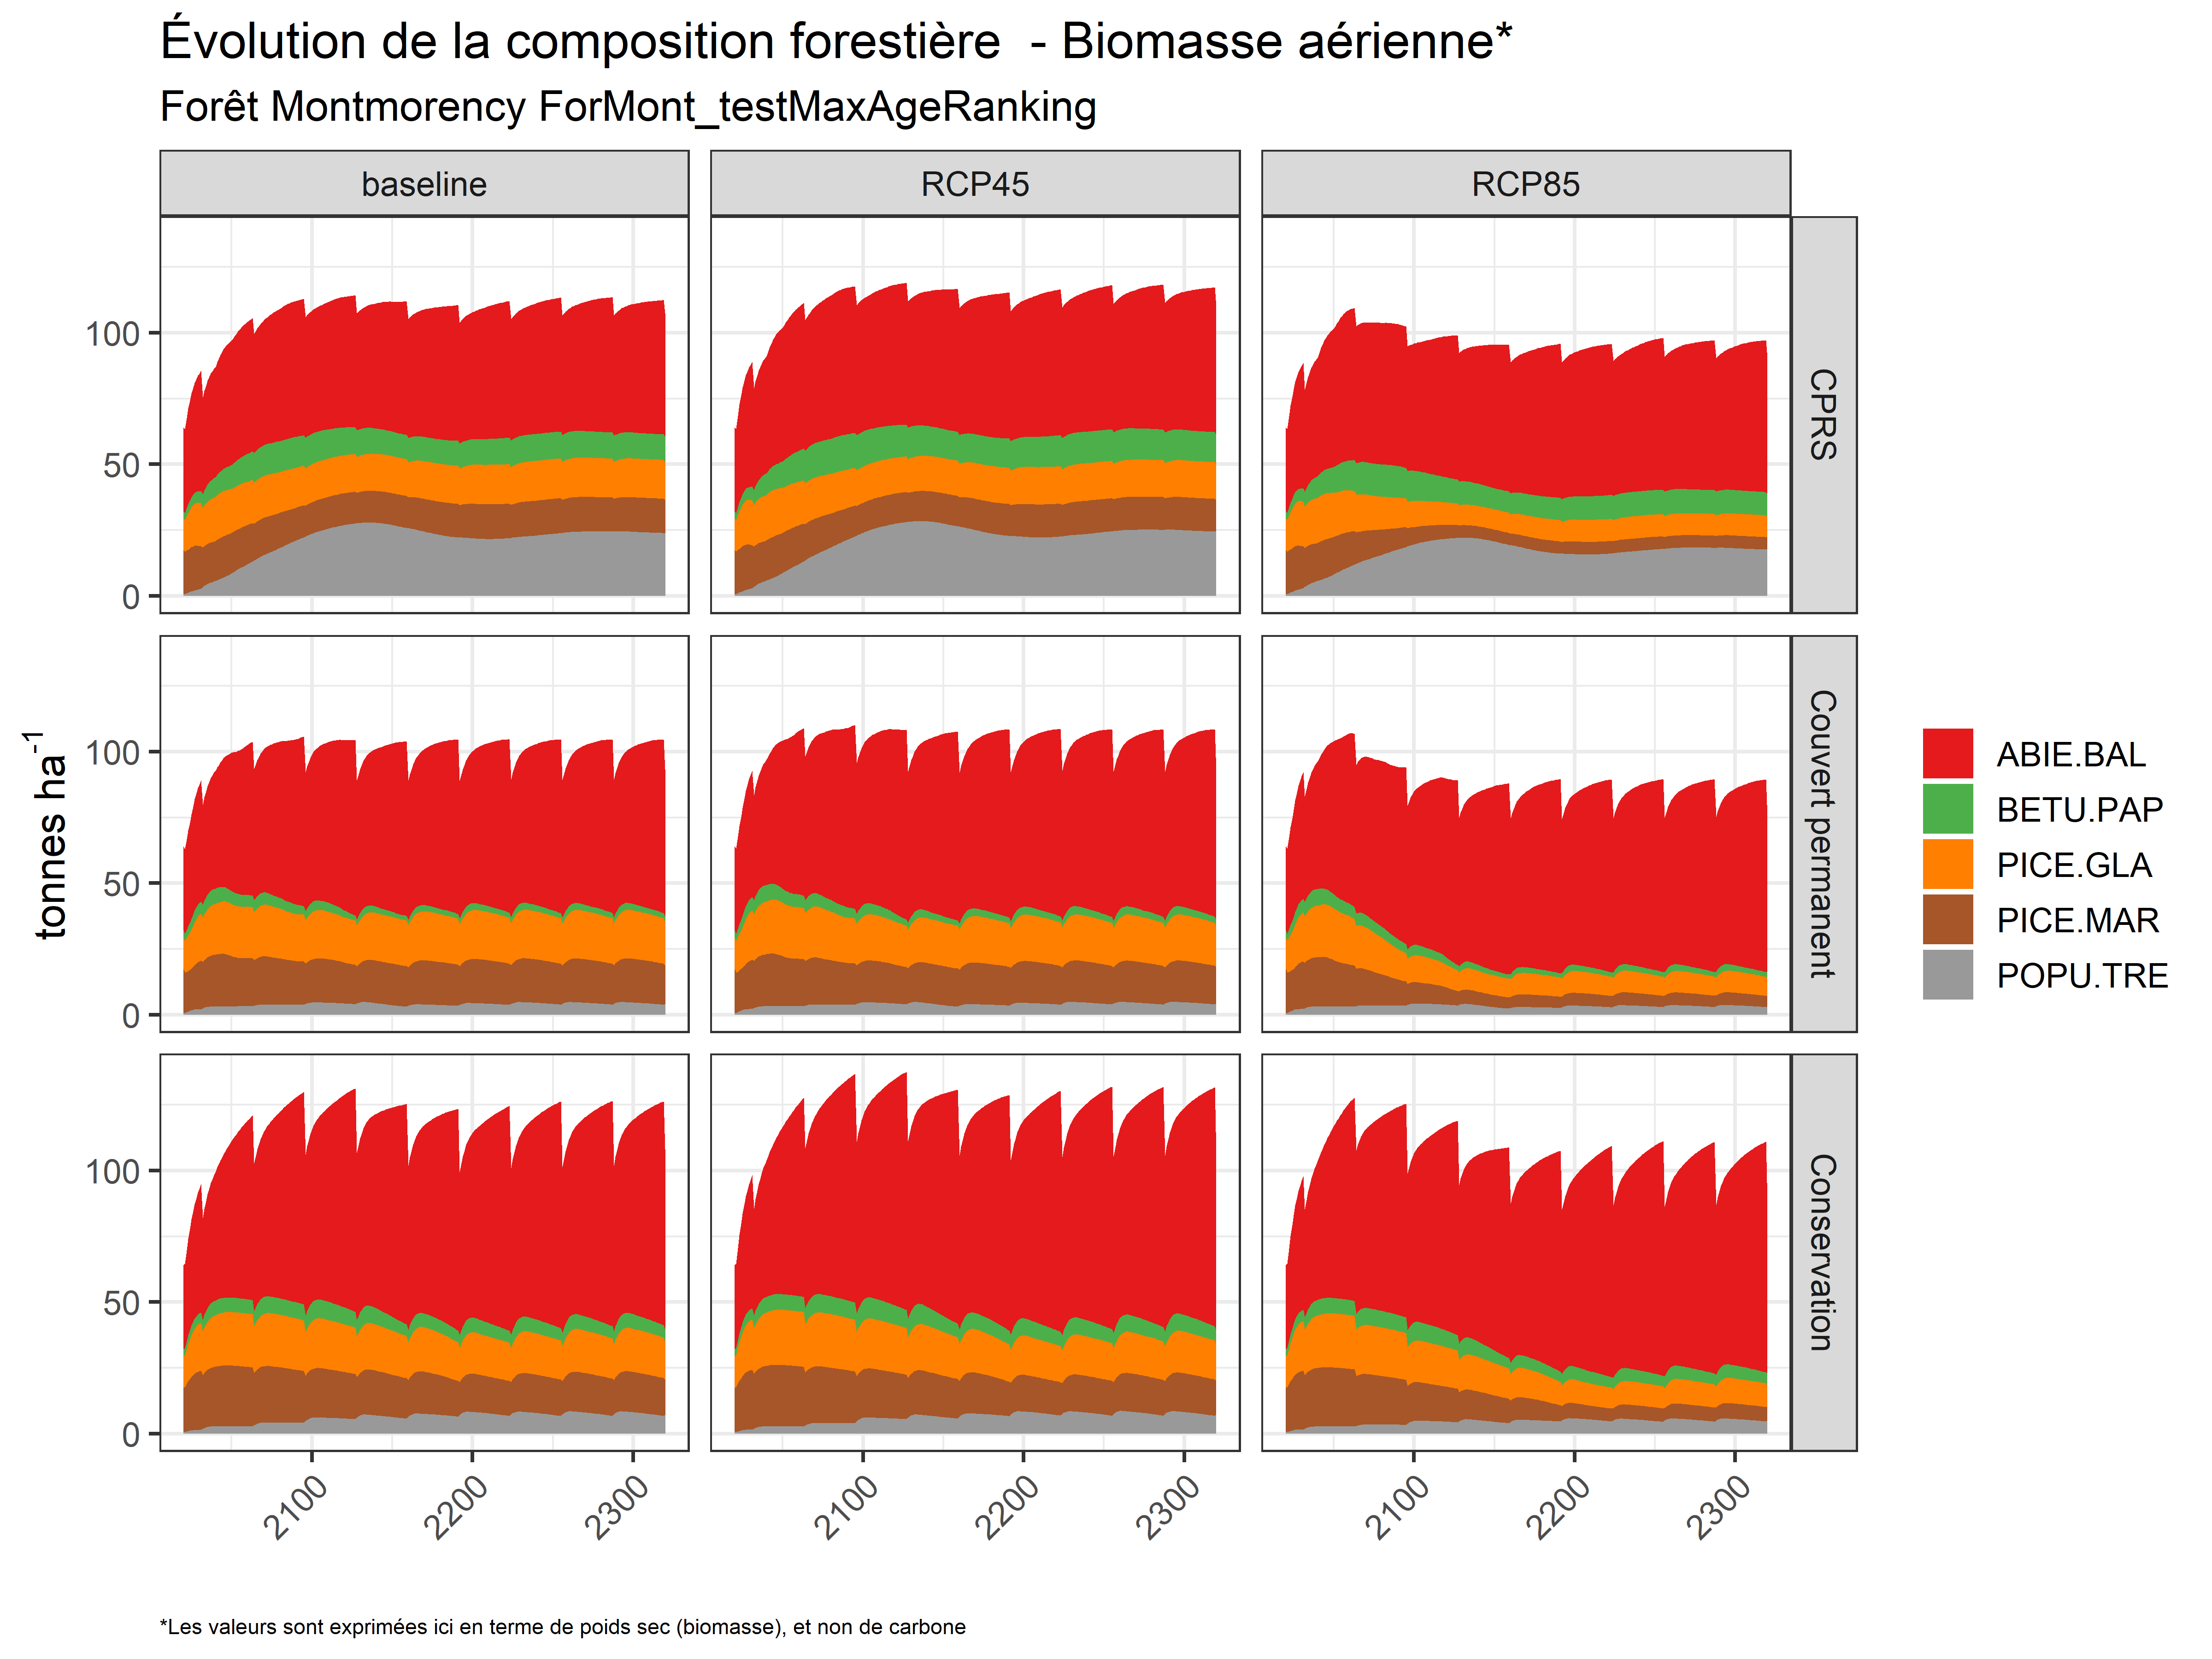 Évolution de la composition forestière - Biomasse aérienne*
Forêt Montmorency ForMont_testMaxAgeRanking
baseline
RCP45
RCP85
100
50
0
CPRS
100
50
0
Couvert permanent
100
50
0
Conservation
tonnes ha-1
2100
2200
2300
2100
2200
2300
2100
2200
2300
ABIE.BAL
BETU.PAP
PICE.GLA
PICE.MAR
POPU.TRE
*Les valeurs sont exprimées ici en terme de poids sec (biomasse), et non de carbone